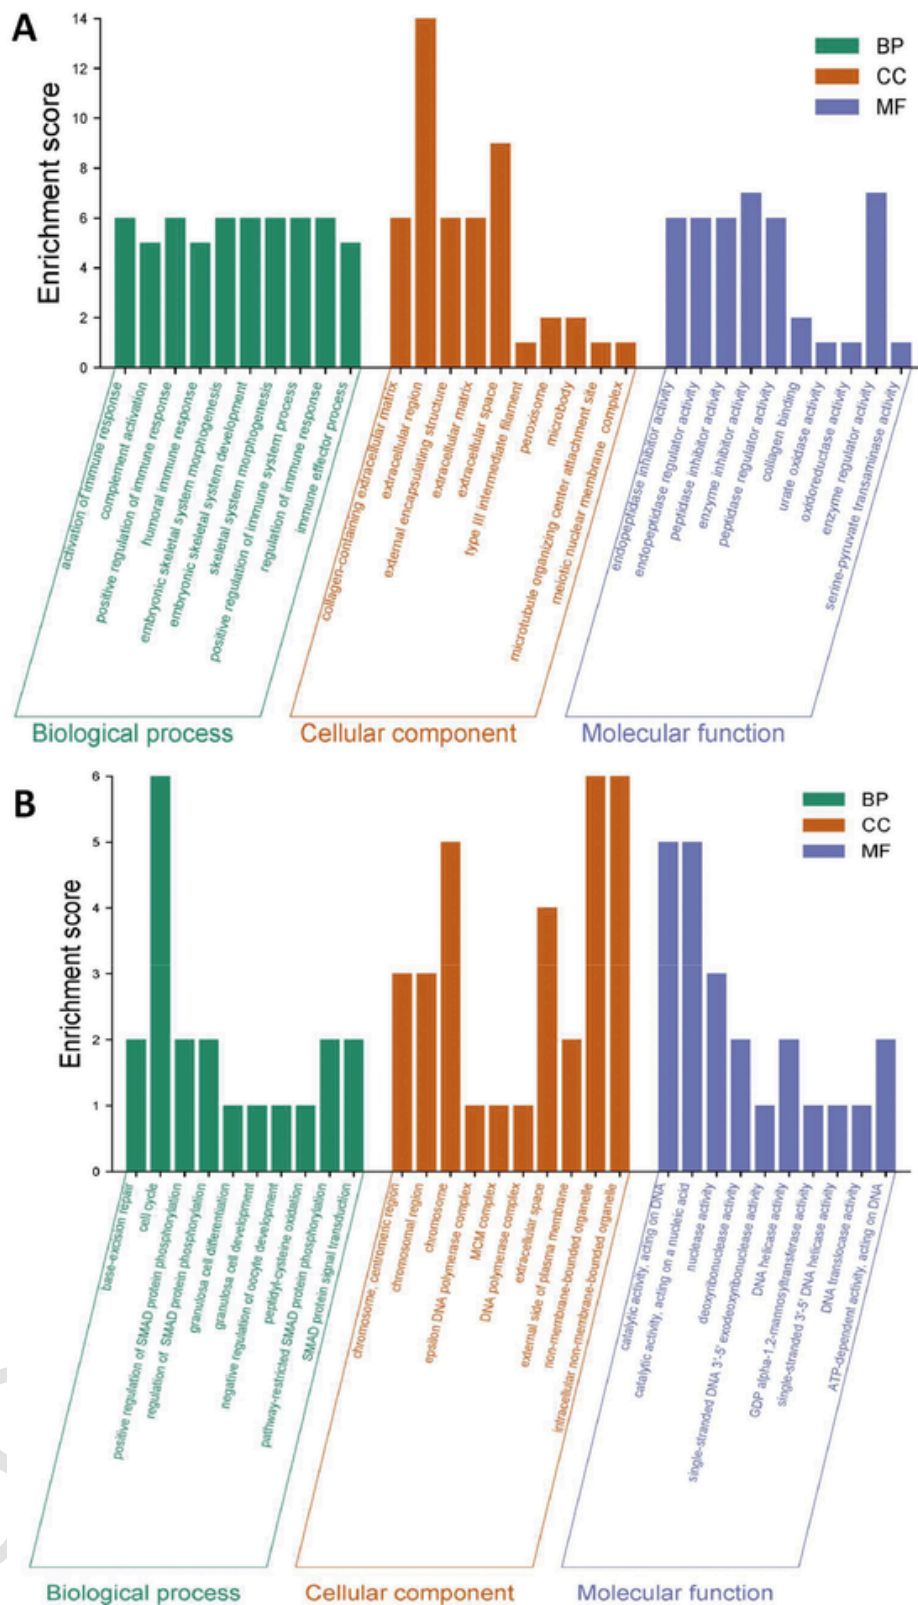 A
BP
CC
MF
Enrichment score
14
12
10
8
6
4
2
0
activation of immune response
complement activation
positive regulation of immune response
humoral immune response
embryonic skeletal system morphogenesis
embryonic skeletal system development
skeletal system morphogenesis
positive regulation of immune system process
regulation of immune response
immune effector process
collagen-containing extracellular matrix
extracellular region
external encapsulating structure
extracellular matrix
extracellular space
type III intermediate filament
peroxisome
microbody
microtubule organizing center attachment site
meiotic nuclear membrane complex
endopeptidase inhibitor activity
endopeptidase regulator activity
peptidase inhibitor activity
enzyme inhibitor activity
peptidase regulator activity
collagen binding
urate oxidase activity
oxidoreductase activity
enzyme regulator activity
serine-pyruvate transaminase activity
Biological process
Cellular component
Molecular function
B
BP
CC
MF
Enrichment score
6
5
4
3
2
1
0
base-excision repair
cell cycle
positive regulation of SMAD protein phosphorylation
regulation of SMAD protein phosphorylation
granulosa cell differentiation
granulosa cell development
negative regulation of oocyte development
peptidyl-cysteine oxidation
pathway-restricted SMAD protein phosphorylation
SMAD protein signal transduction
chromosome, centromeric region
chromosomal region
chromosome
epsilon DNA polymerase complex
MCM complex
DNA polymerase complex
extracellular space
external side of plasma membrane
non-membrane-bounded organelle
intracellular non-membrane-bounded organelle
catalytic activity, acting on DNA
catalytic activity, acting on a nucleic acid
nuclease activity
deoxyribonuclease activity
single-stranded DNA 3'-5' exodeoxyribonuclease activity
DNA helicase activity
GDP alpha-1,2-mannosyltransferase activity
single-stranded 3'-5' DNA helicase activity
DNA translocase activity
ATP-dependent activity, acting on DNA
Biological process
Cellular component
Molecular function